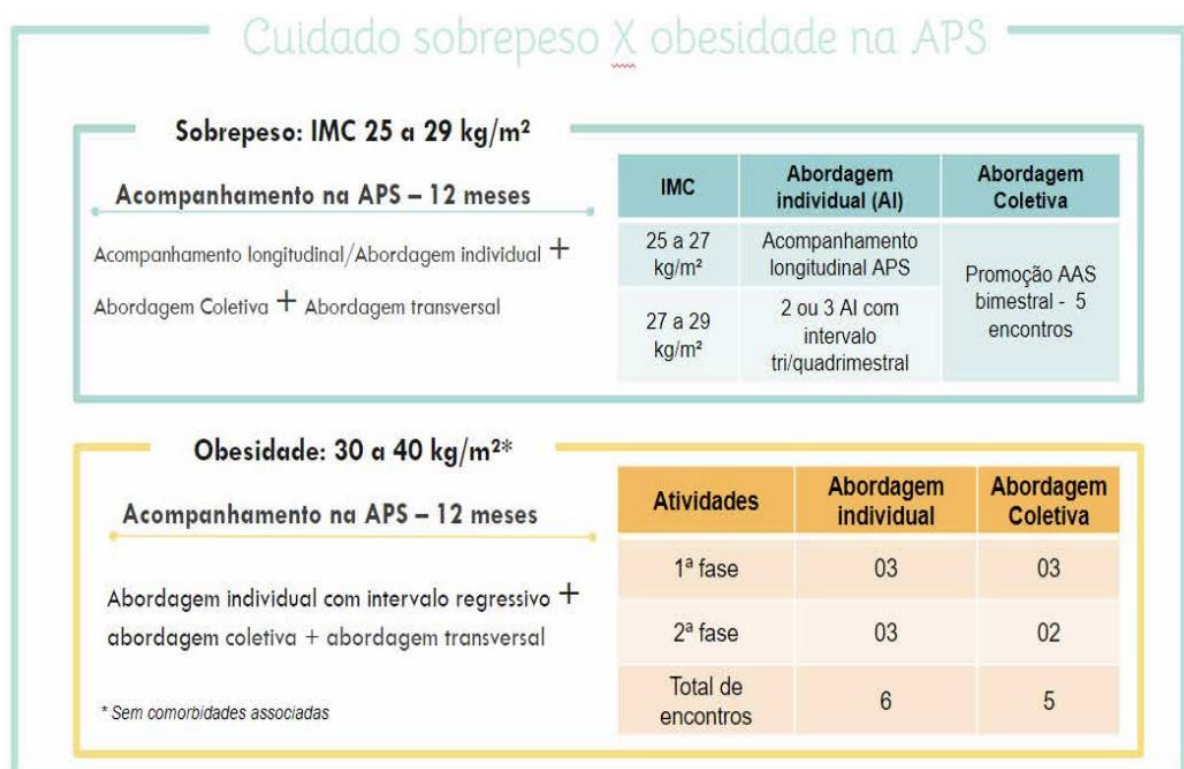 Cuidado sobrepeso X obesidade na APS
Sobrepeso: IMC 25 a 29 kg/m²
Acompanhamento na APS – 12 meses
Acompanhamento longitudinal/Abordagem individual +
Abordagem Coletiva + Abordagem transversal
IMC
Abordagem
individual (AI)
Abordagem
Coletiva
25 a 27
kg/m²
Acompanhamento
longitudinal APS
27 a 29
kg/m²
2 ou 3 AI com
intervalo
tri/quadrimestral
Promoção AAS
bimestral - 5
encontros
Obesidade: 30 a 40 kg/m²*
Acompanhamento na APS – 12 meses
Abordagem individual com intervalo regressivo +
abordagem coletiva + abordagem transversal
* Sem comorbidades associadas
Atividades
Abordagem
individual
Abordagem
Coletiva
1ª fase
03
03
2ª fase
03
02
Total de
encontros
6
5